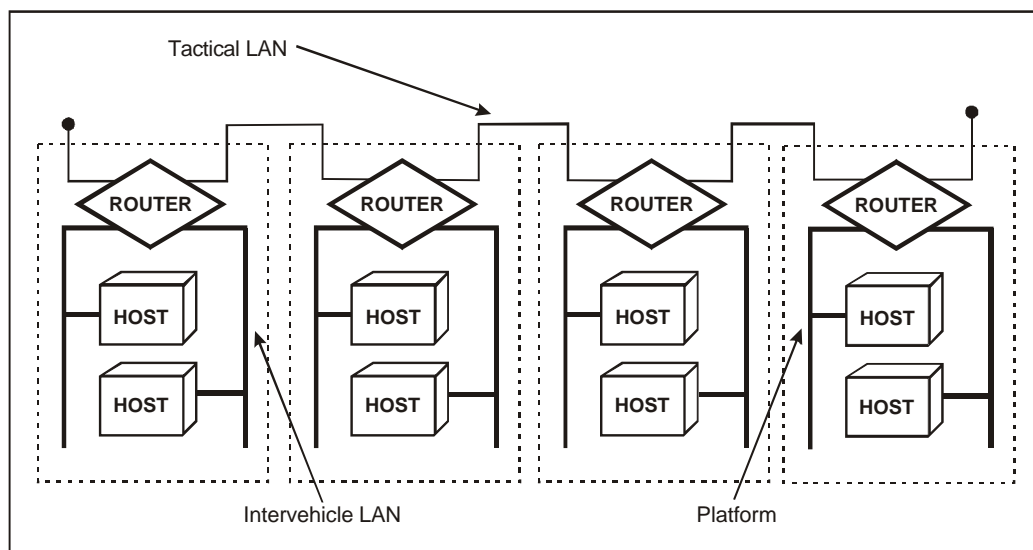 Tactical LAN
ROUTER ROUTER ROUTER ROUTER
HOST HOST HOST HOST
HOST HOST HOST HOST
Intervehicle LAN Platform